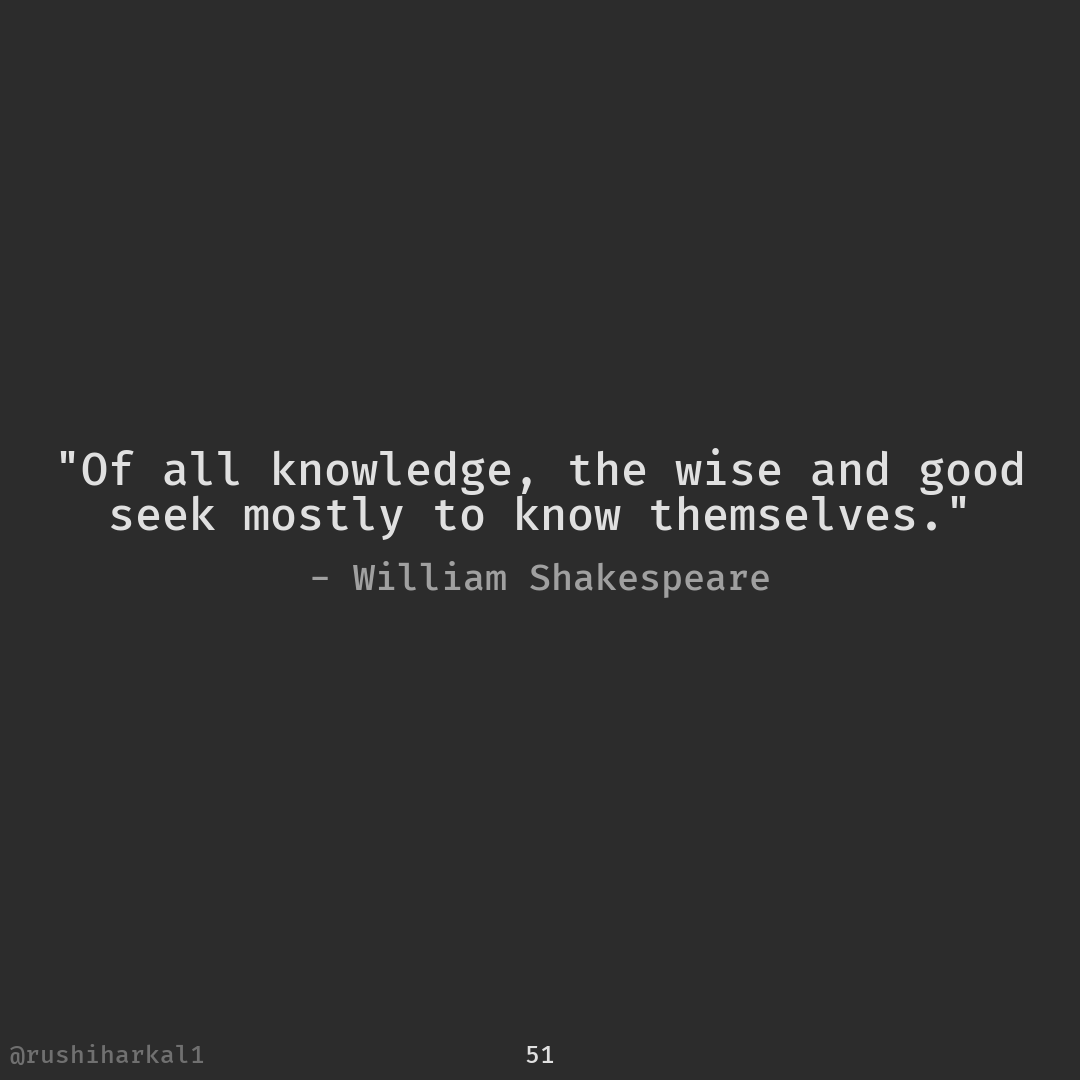 "Of all knowledge, the wise and good
seek mostly to know themselves."
– William Shakespeare
@rushiharkal1
51